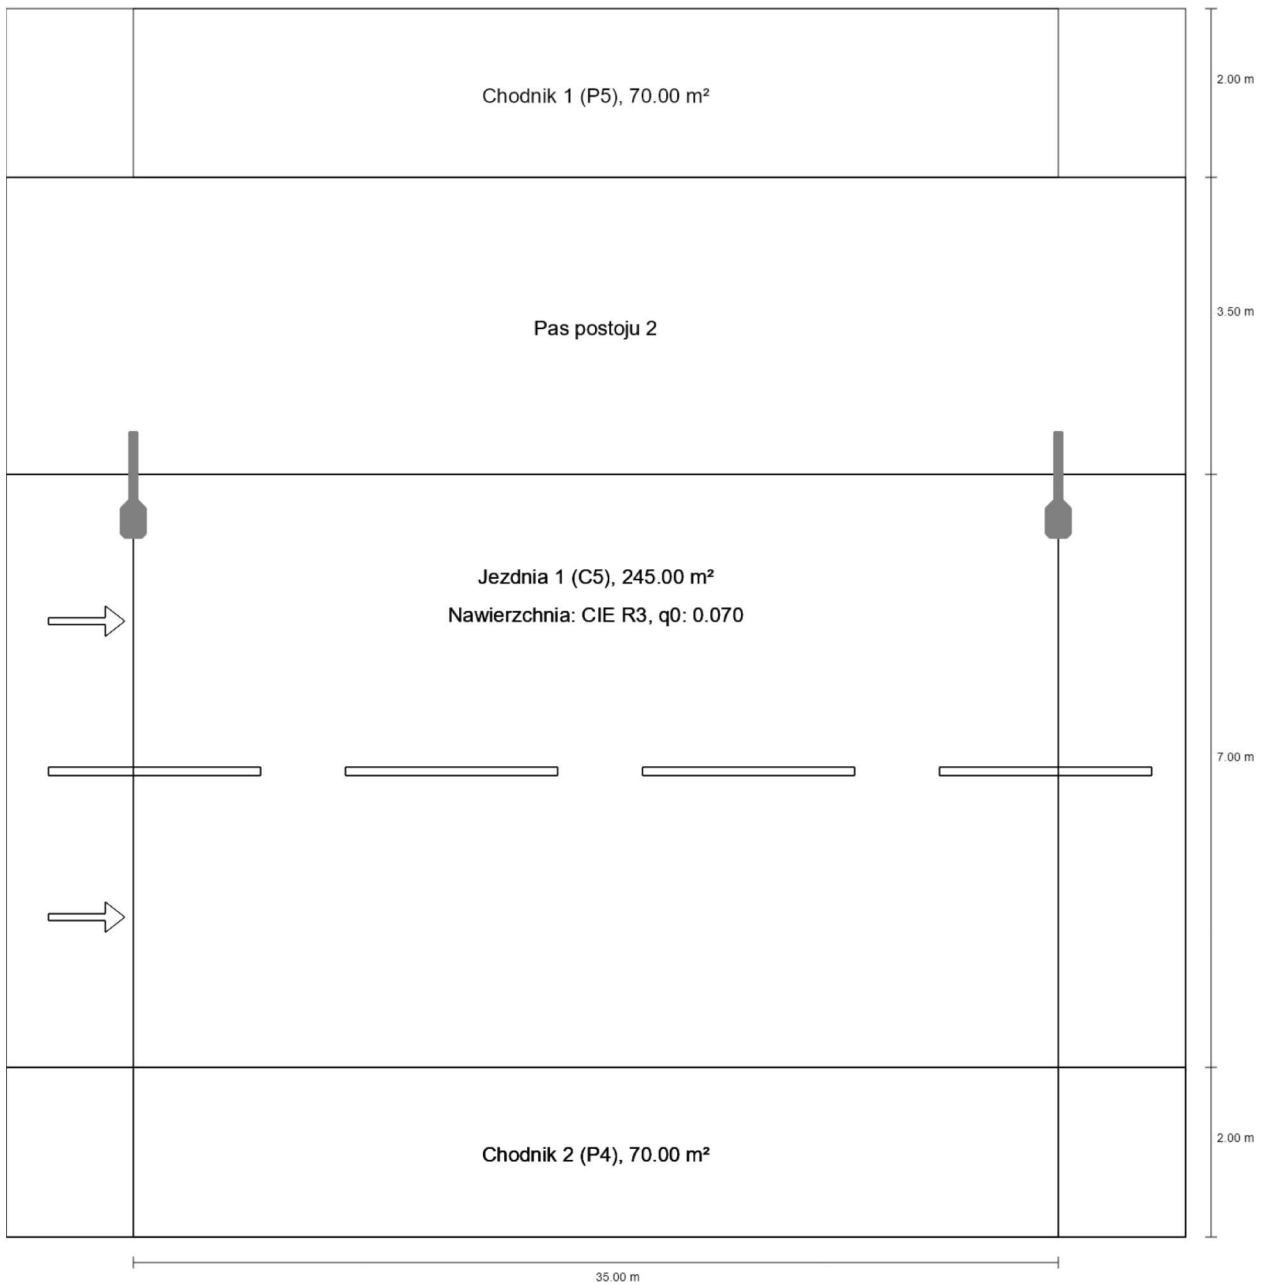 2.00 m
Chodnik 1 (P5), 70.00 m²
3.50 m
Pas postoju 2
Jezdnia 1 (C5), 245.00 m²
Nawierzchnia: CIE R3, q0: 0.070
7.00 m
2.00 m
Chodnik 2 (P4), 70.00 m²
35.00 m